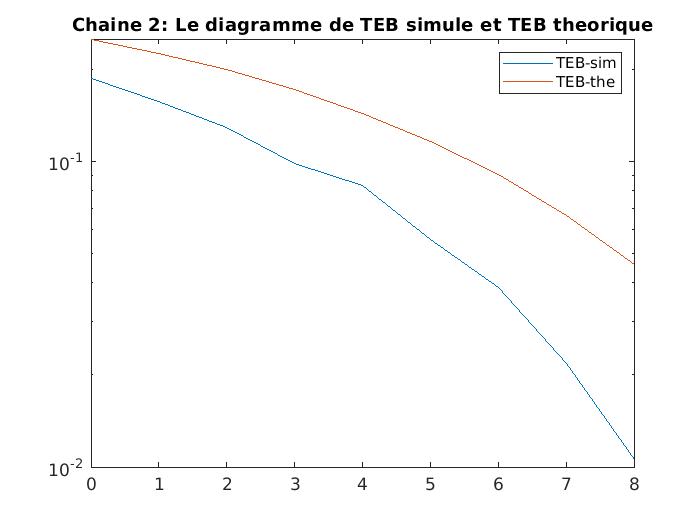 Chaine 2: Le diagramme de TEB simule et TEB theorique
TEB-sim
TEB-the
10-1
10-2
0 1 2 3 4 5 6 7 8